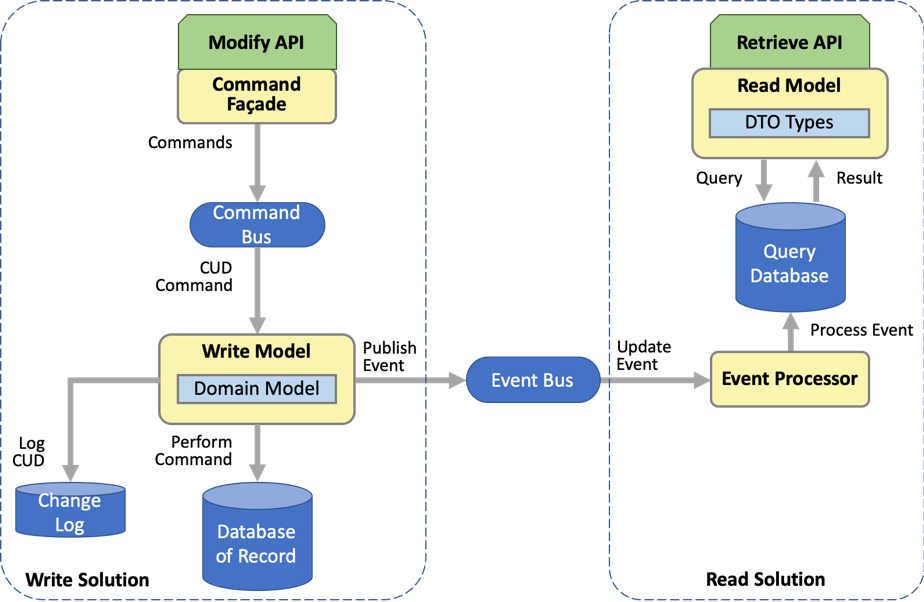 Modify API
Command
Façade
Commands
Command
Bus
CUD
Command
Write Model
Domain Model
Publish
Event
Log
CUD
Perform
Command
Change
Log
Database
of Record
Write Solution
Event Bus
Update
Event
Retrieve API
Read Model
DTO Types
Query
Result
Query
Database
Process Event
Event Processor
Read Solution